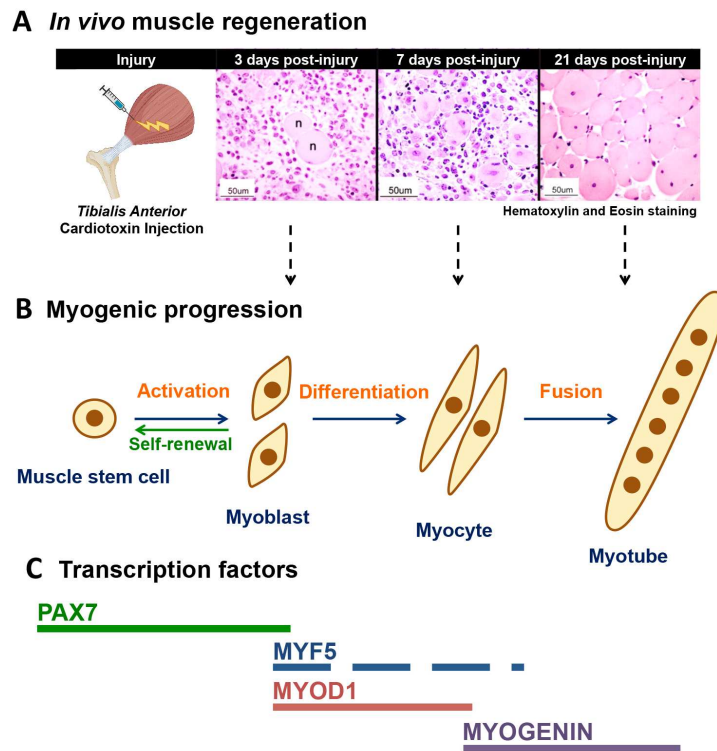 A In vivo muscle regeneration
Injury
3 days post-injury
7 days post-injury
21 days post-injury
n
n
50um
50um
50um
Tibialis Anterior
Cardiotoxin Injection
Hematoxylin and Eosin staining
B Myogenic progression
Activation
Differentiation
Fusion
Self-renewal
Muscle stem cell
Myoblast
Myocyte
Myotube
C Transcription factors
PAX7
MYF5
MYOD1
MYOGENIN